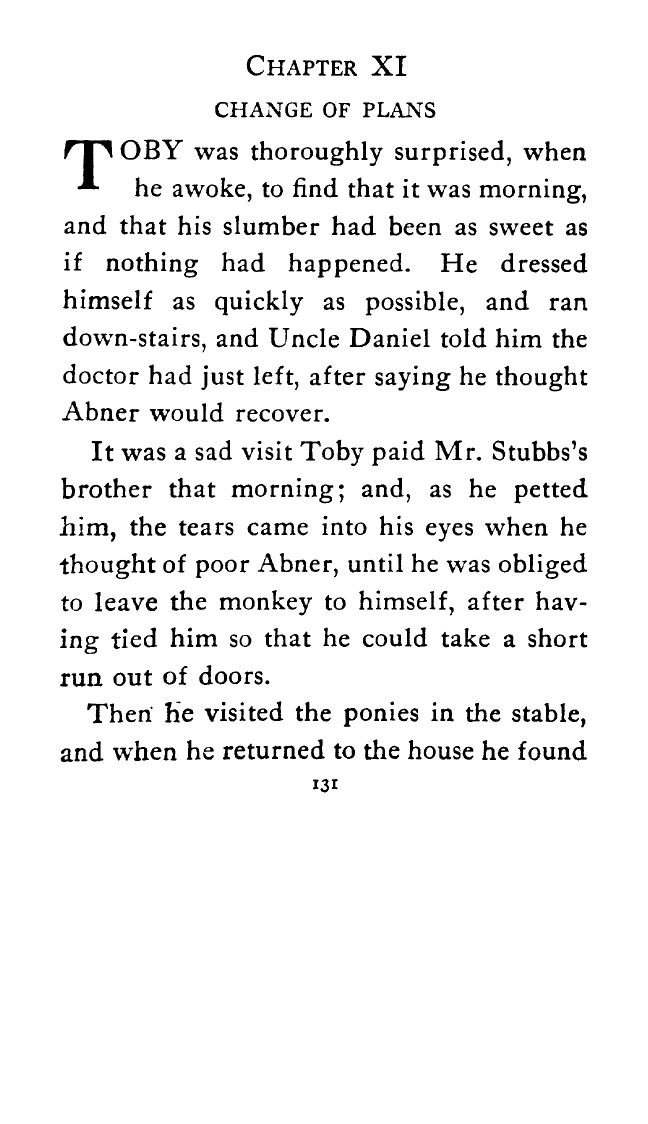 CHAPTER XI
CHANGE OF PLANS
TOBY was thoroughly surprised, when
he awoke, to find that it was morning,
and that his slumber had been as sweet as
if nothing had happened. He dressed
himself as quickly as possible, and ran
down-stairs, and Uncle Daniel told him the
doctor had just left, after saying he thought
Abner would recover.
It was a sad visit Toby paid Mr. Stubbs's
brother that morning; and, as he petted
him, the tears came into his eyes when he
thought of poor Abner, until he was obliged
to leave the monkey to himself, after hav-
ing tied him so that he could take a short
run out of doors.
Then he visited the ponies in the stable,
and when he returned to the house he found
131